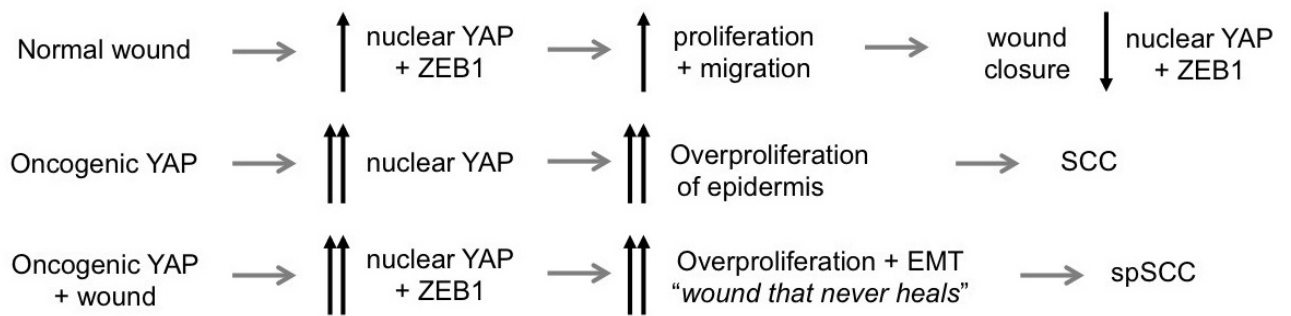 Normal wound
nuclear YAP
+ ZEB1
proliferation
+ migration
wound
closure
nuclear YAP
+ ZEB1
Oncogenic YAP
nuclear YAP
Overproliferation
of epidermis
SCC
Oncogenic YAP
+ wound
nuclear YAP
+ ZEB1
Overproliferation + EMT
“wound that never heals”
spSCC